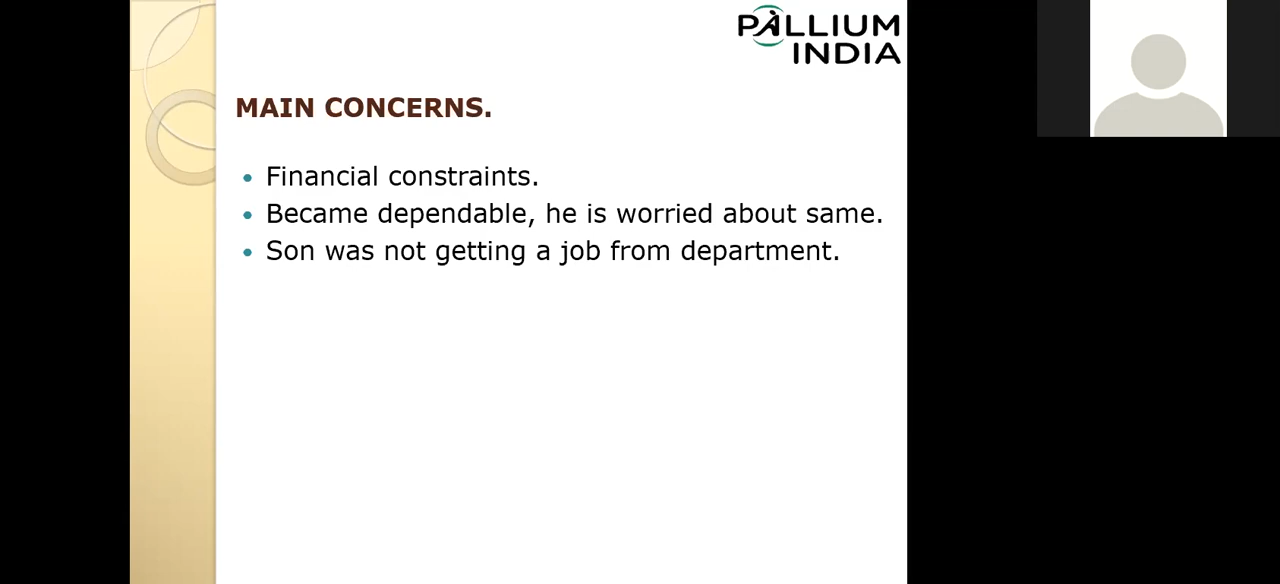 PALLIUM
INDIA
MAIN CONCERNS.
Financial constraints.
Became dependable, he is worried about same.
Son was not getting a job from department.